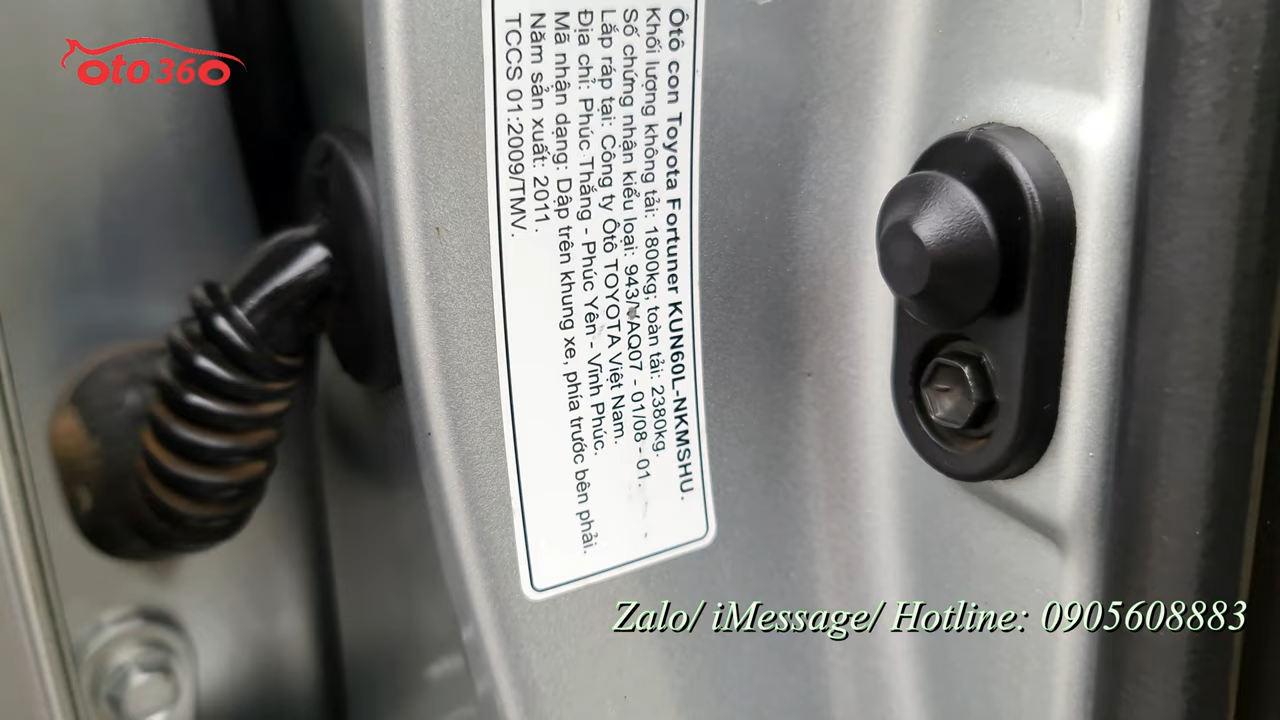 oto 360
Ôtô con Toyota Fortuner KUN60L-NKMSHU.
Khối lượng không tải: 1800kg; toàn tải: 2380kg.
Số chứng nhận kiểu loại: 943/VAQ07 - 01/08 - 01.
Lắp ráp tại: Công ty Ôtô TOYOTA Việt Nam.
Địa chỉ: Phúc Thắng - Phúc Yên - Vĩnh Phúc.
Mã nhận dạng: Dập trên khung xe, phía trước bên phải.
Năm sản xuất: 2011.
TCCS 01:2009/TMV.
Zalo/ iMessage/ Hotline: 0905608883